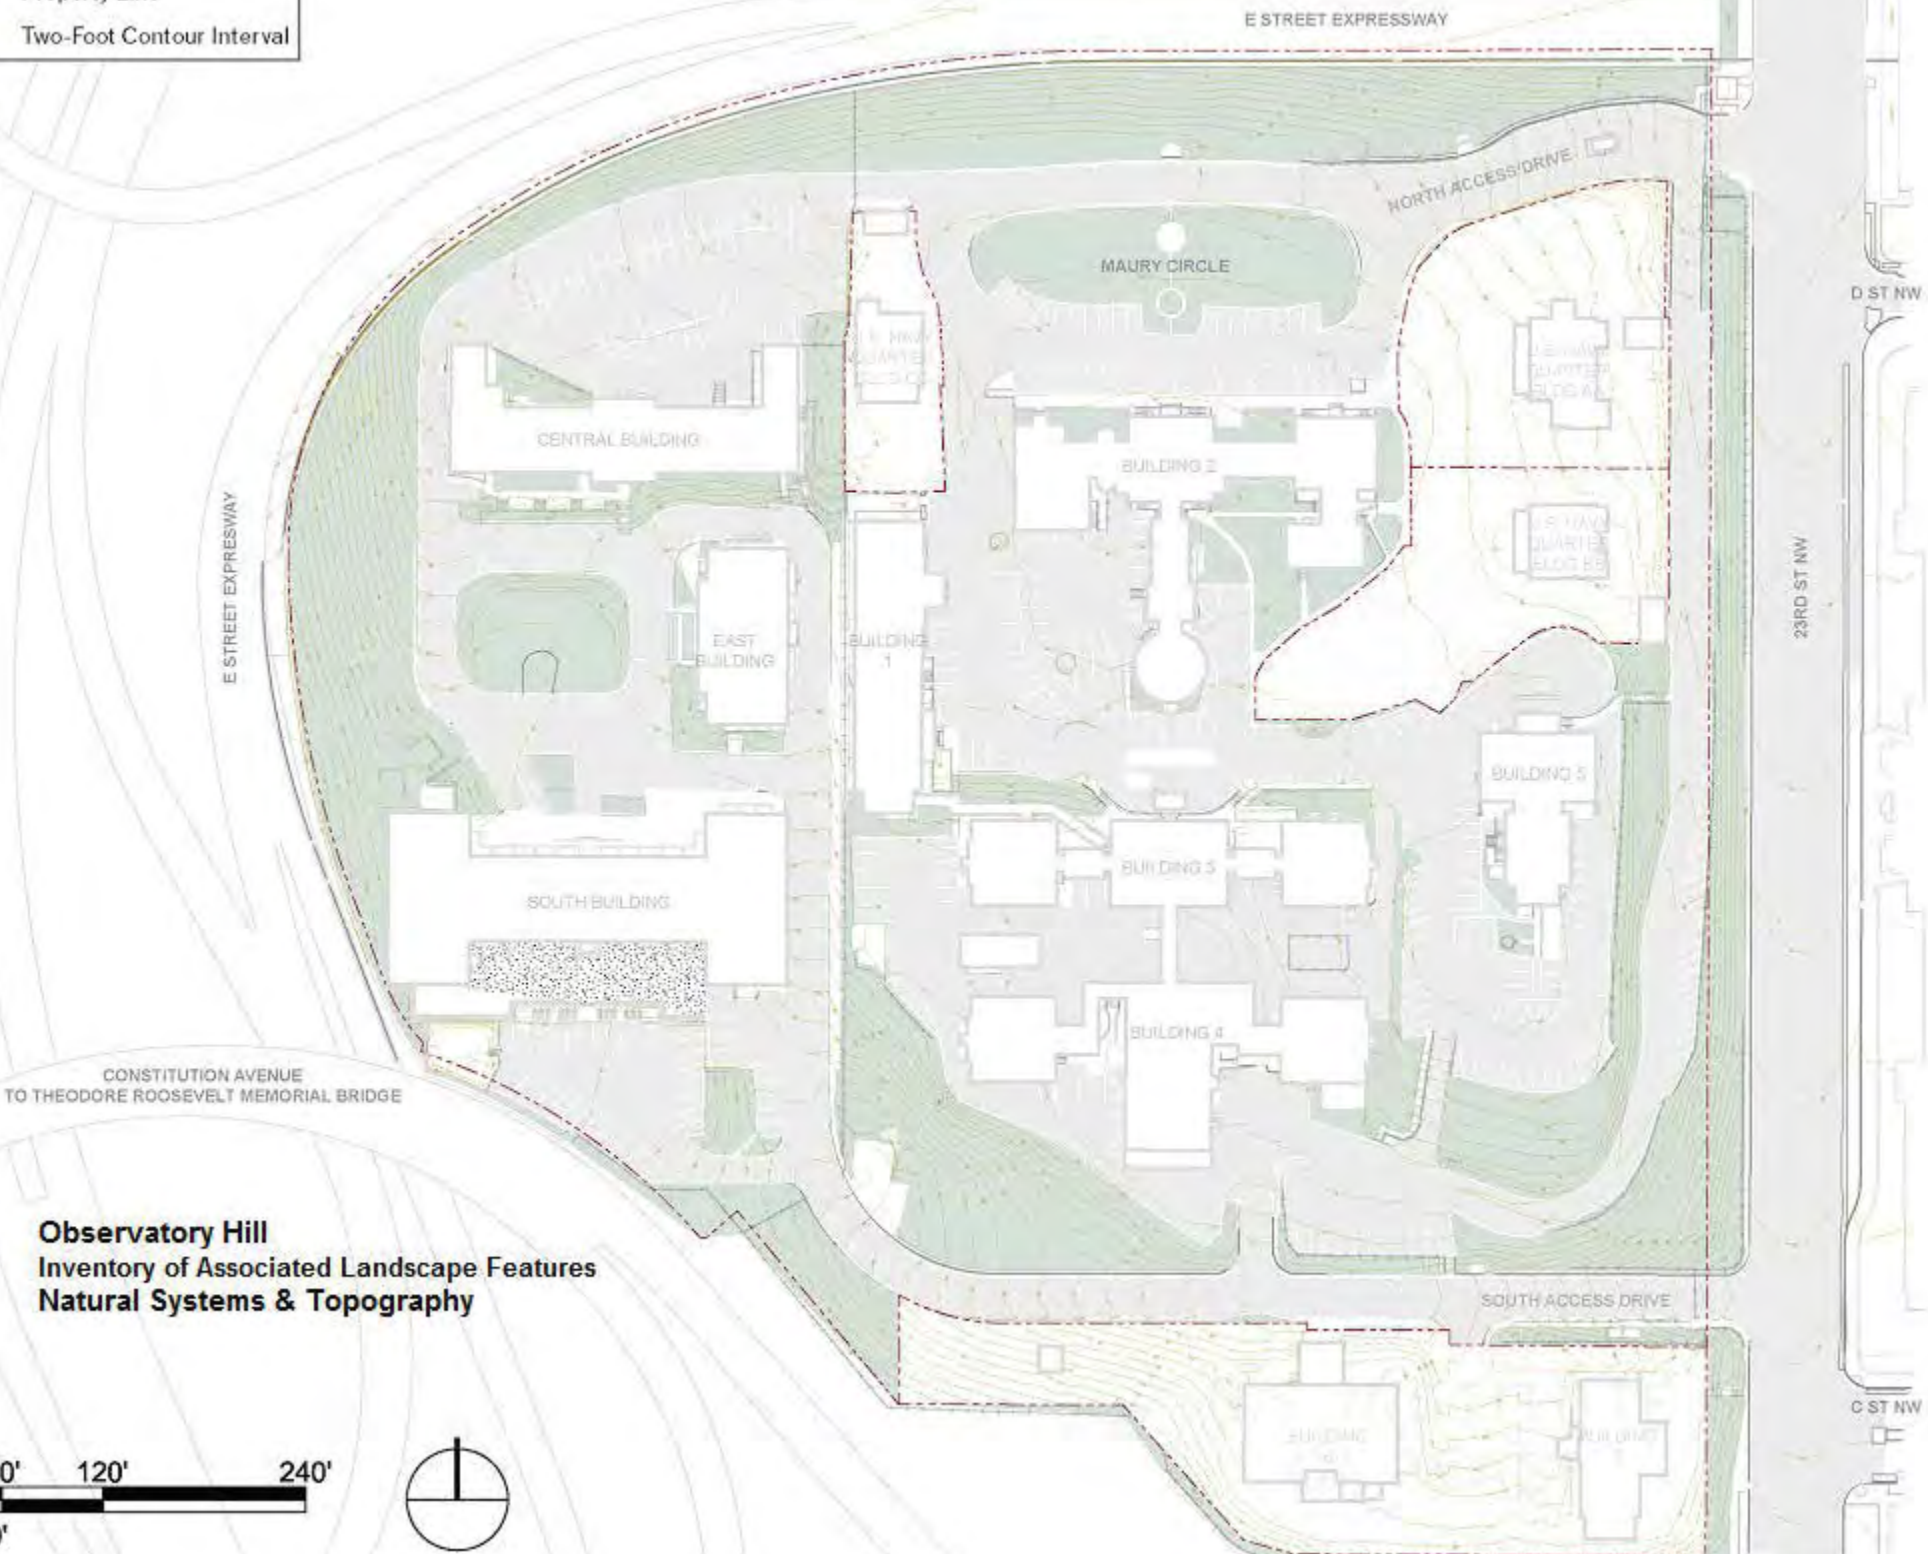 Two-Foot Contour Interval
E STREET EXPRESSWAY
NORTH ACCESS DRIVE
MAURY CIRCLE
D ST NW
CENTRAL BUILDING
BUILDING 2
E STREET EXPRESSWAY
23RD ST NW
EAST
BUILDING
BUILDING
1
BUILDING 5
BUILDING 3
SOUTH BUILDING
BUILDING 4
CONSTITUTION AVENUE
TO THEODORE ROOSEVELT MEMORIAL BRIDGE
Observatory Hill
Inventory of Associated Landscape Features
Natural Systems & Topography
SOUTH ACCESS DRIVE
C ST NW
BUILDING
BUILDING
0' 120' 240'